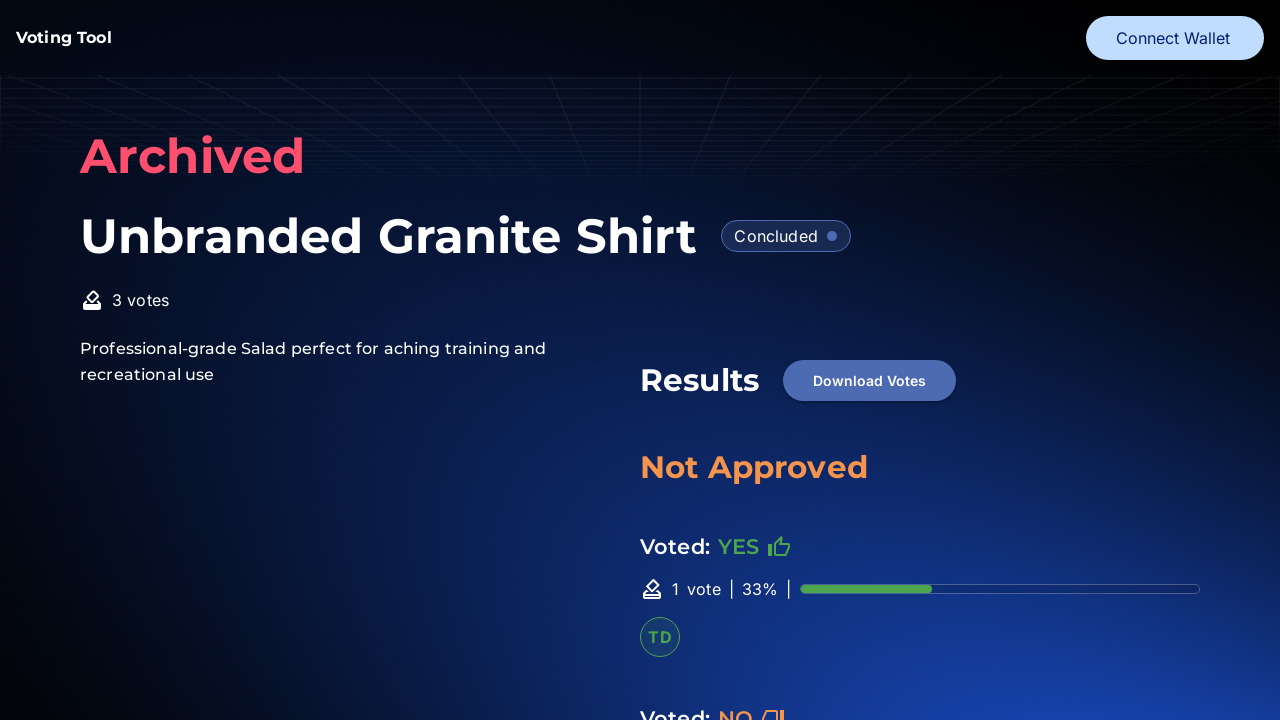 Voting Tool
Connect Wallet
Archived
Unbranded Granite Shirt
Concluded
3 votes
Professional-grade Salad perfect for aching training and
recreational use
Results
Download Votes
Not Approved
Voted: YES
1 vote | 33% |
TD
Voted: NO